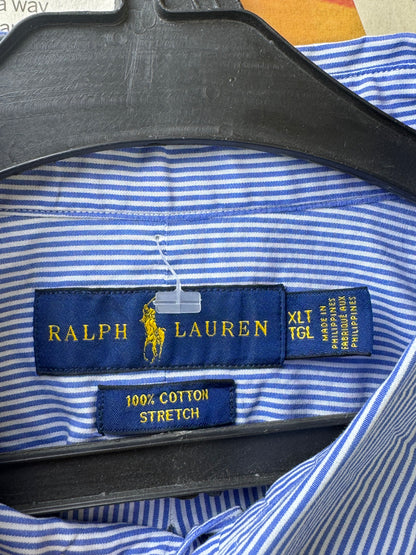 a way
RALPH LAUREN
XLT
TGL
MADE IN
PHILIPPINES
FABRIQUÉ AUX
PHILIPPINES
100% COTTON
STRETCH